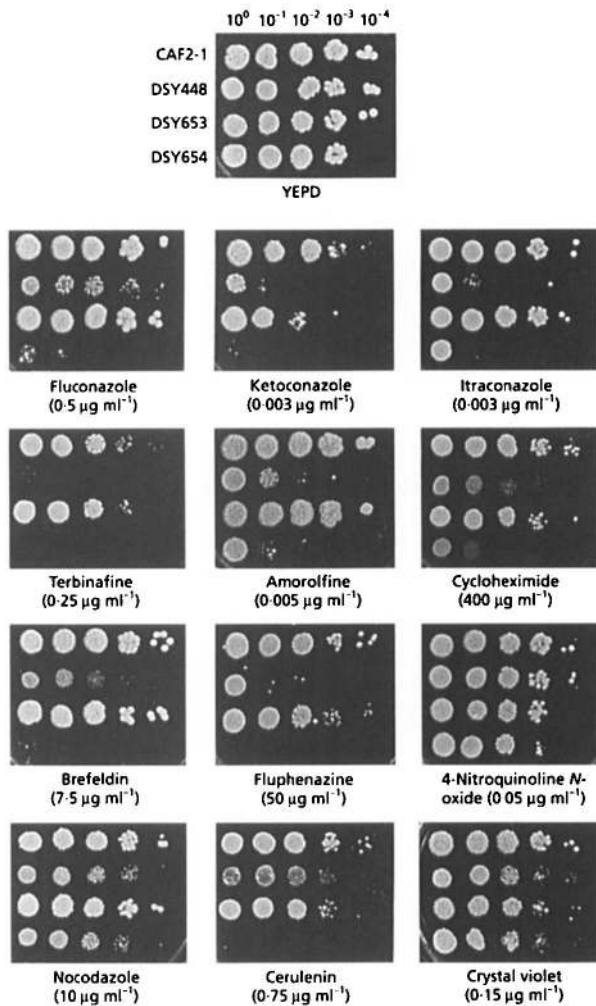 10⁰ 10⁻¹ 10⁻² 10⁻³ 10⁻⁴
CAF2-1
DSY448
DSY653
DSY654
YEPD
Fluconazole Ketoconazole Itraconazole
(0·5 µg ml⁻¹) (0·003 µg ml⁻¹) (0·003 µg ml⁻¹)
Terbinafine Amorolfine Cycloheximide
(0·25 µg ml⁻¹) (0·005 µg ml⁻¹) (400 µg ml⁻¹)
Brefeldin Fluphenazine 4-Nitroquinoline N-
(7·5 µg ml⁻¹) (50 µg ml⁻¹) oxide (0 05 µg ml⁻¹)
Nocodazole Cerulenin Crystal violet
(10 µg ml⁻¹) (0·75 µg ml⁻¹) (0·15 µg ml⁻¹)